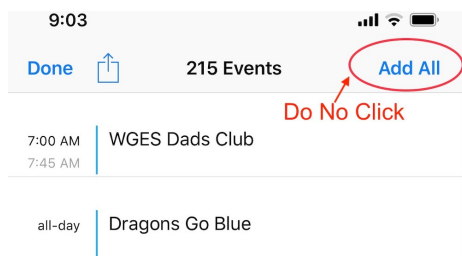 9:03
Done 215 Events Add All
Do No Click
7:00 AM WGES Dads Club
7:45 AM
all-day Dragons Go Blue